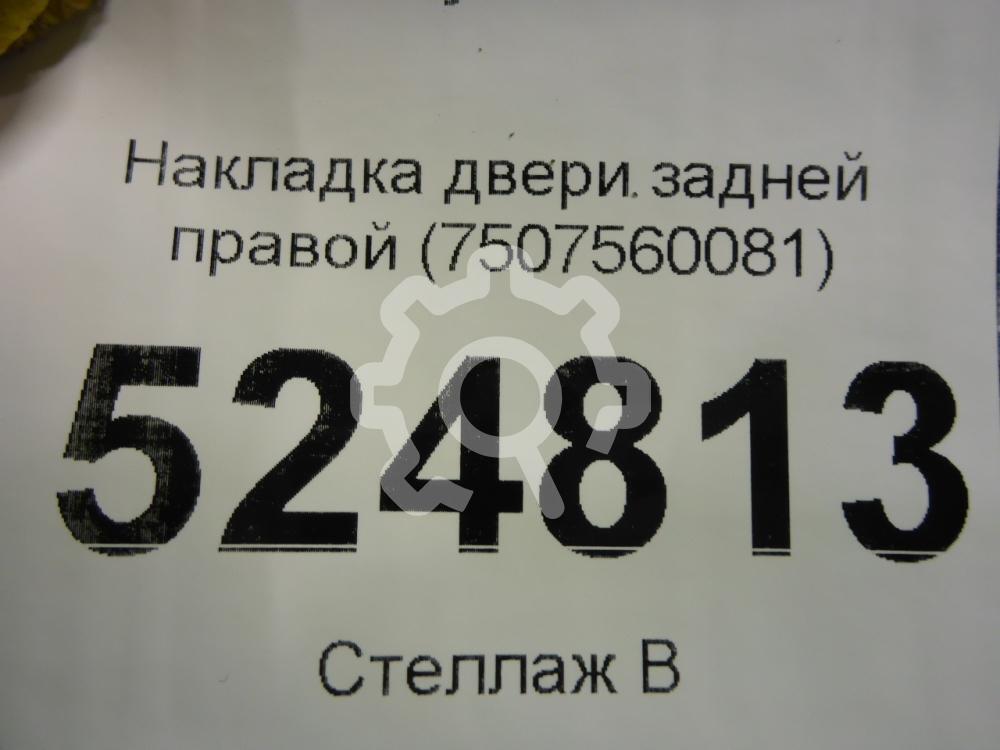 Накладка двери задней
правой (7507560081)
524813
Стеллаж В